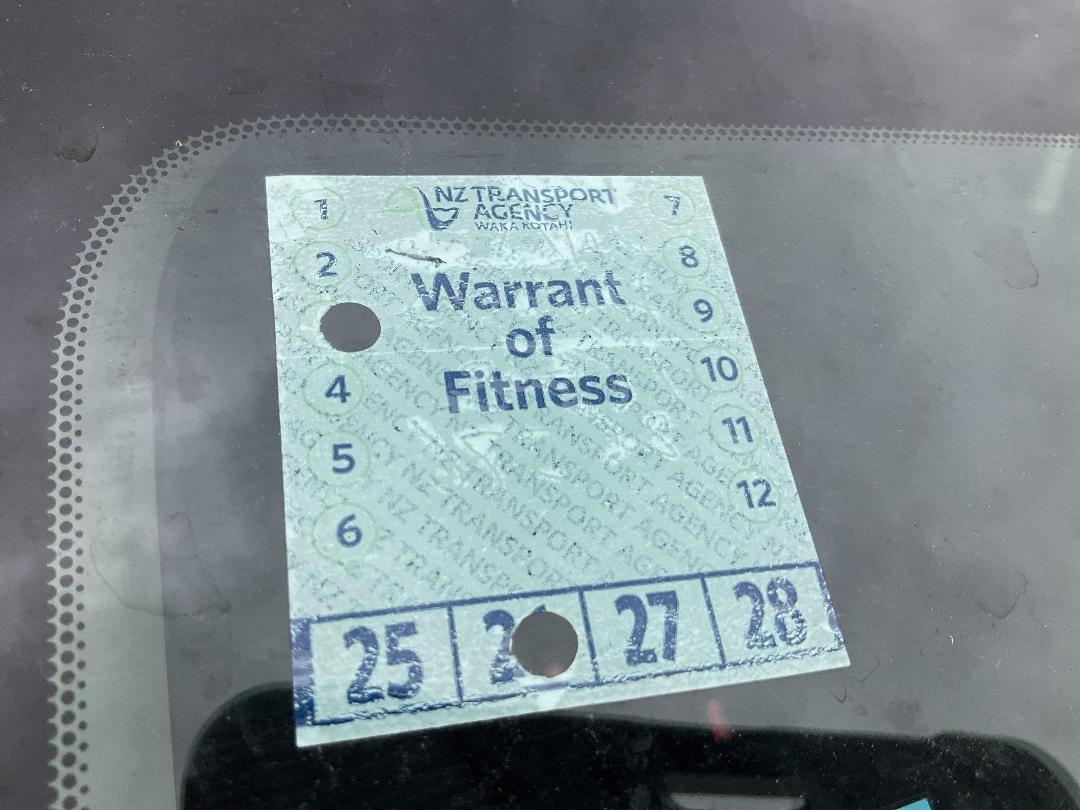 NZ TRANSPORT
AGENCY
WAKA KOTAHI
Warrant
of
Fitness
1
2
4
5
6
7
8
9
10
11
12
25
27
28